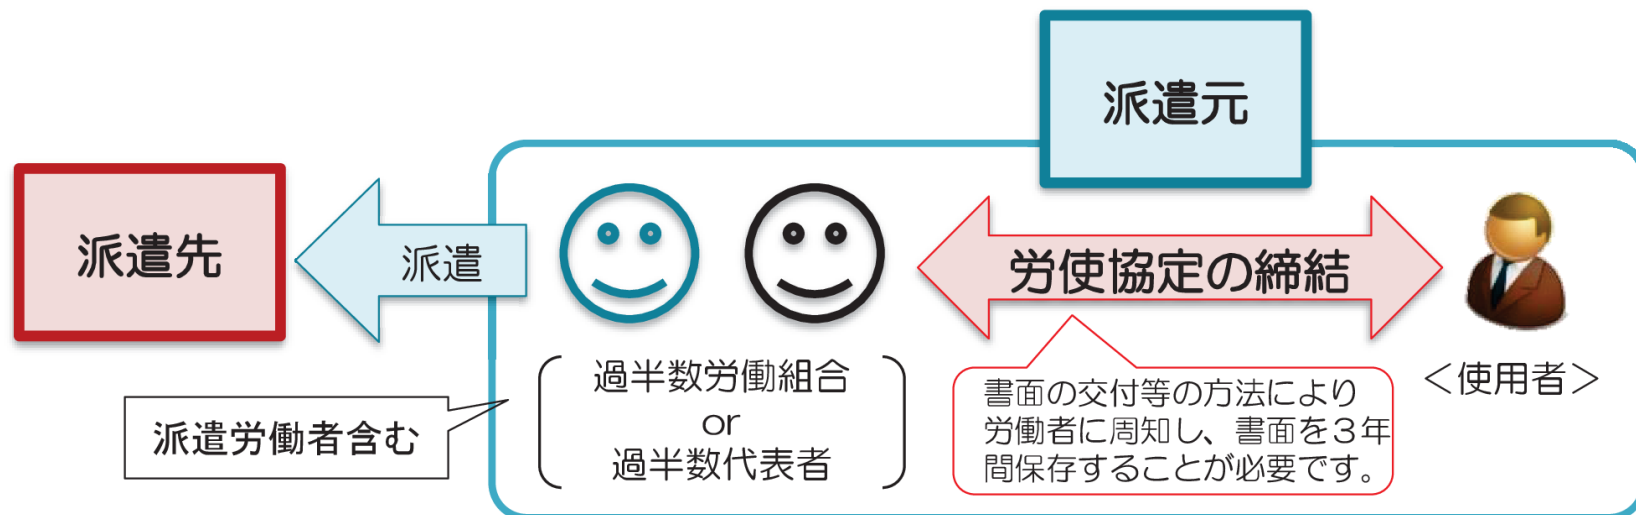 派遣元
派遣先
派遣
労使協定の締結
過半数労働組合
or
過半数代表者
派遣労働者含む
書面の交付等の方法により
労働者に周知し、書面を３年
間保存することが必要です。
＜使用者＞